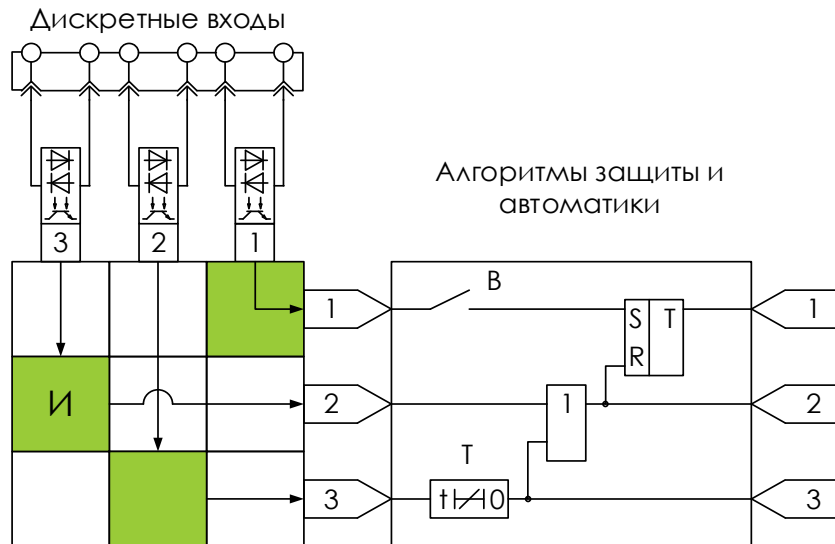 Дискретные входы
Алгоритмы защиты и
автоматики
3 2 1
1 В S T 1
R
И 2 1 2
T
3 t 0 3